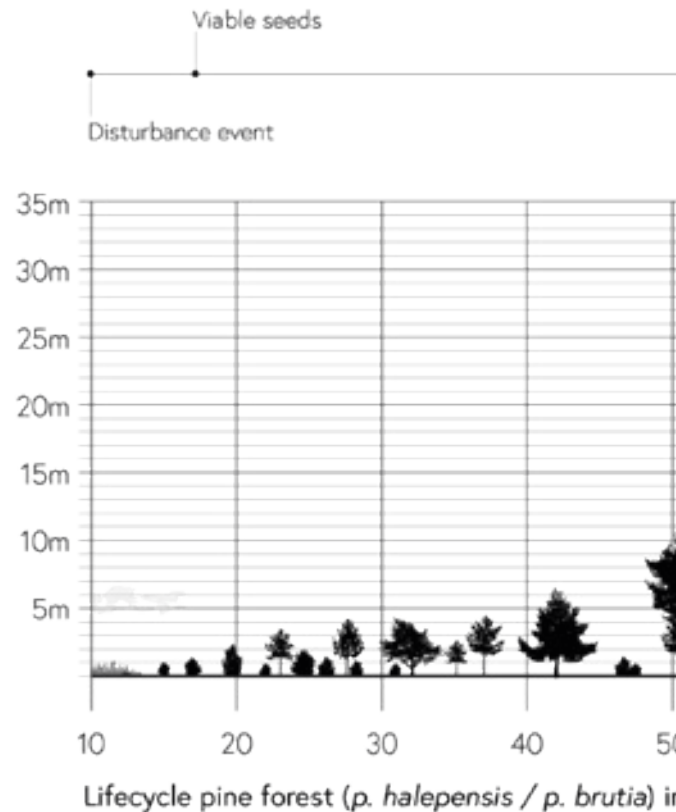 Viable seeds
Disturbance event
35m
30m
25m
20m
15m
10m
5m
10 20 30 40
Lifecycle pine forest (p. halepensis / p. brutia)